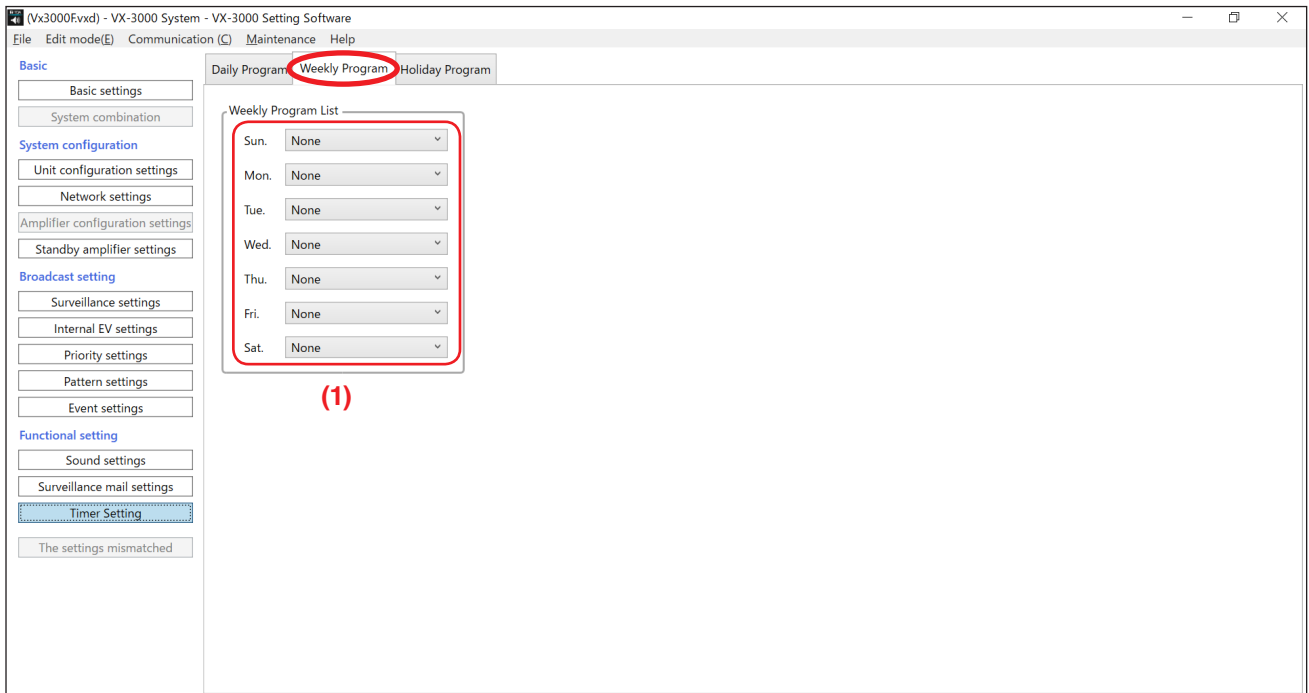 (Vx3000F.vxd) - VX-3000 System - VX-3000 Setting Software
File Edit mode(E) Communication (C) Maintenance Help
Basic
Basic settings
System combination
System configuration
Unit configuration settings
Network settings
Amplifier configuration settings
Standby amplifier settings
Broadcast setting
Surveillance settings
Internal EV settings
Priority settings
Pattern settings
Event settings
Functional setting
Sound settings
Surveillance mail settings
Timer Setting
The settings mismatched
Daily Program Weekly Program Holiday Program
Weekly Program List
Sun. None
Mon. None
Tue. None
Wed. None
Thu. None
Fri. None
Sat. None
(1)